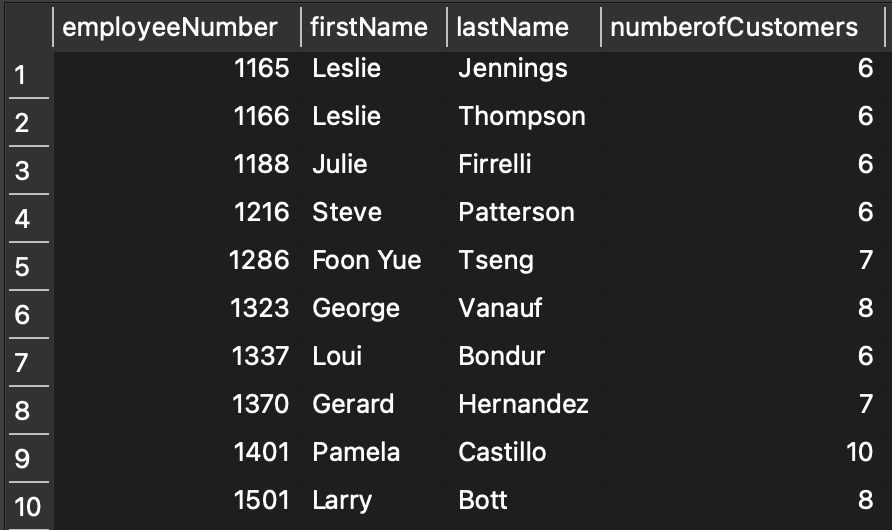 employeeNumber firstName lastName numberofCustomers
1 1165 Leslie Jennings 6
2 1166 Leslie Thompson 6
3 1188 Julie Firrelli 6
4 1216 Steve Patterson 6
5 1286 Foon Yue Tseng 7
6 1323 George Vanauf 8
7 1337 Loui Bondur 6
8 1370 Gerard Hernandez 7
9 1401 Pamela Castillo 10
10 1501 Larry Bott 8